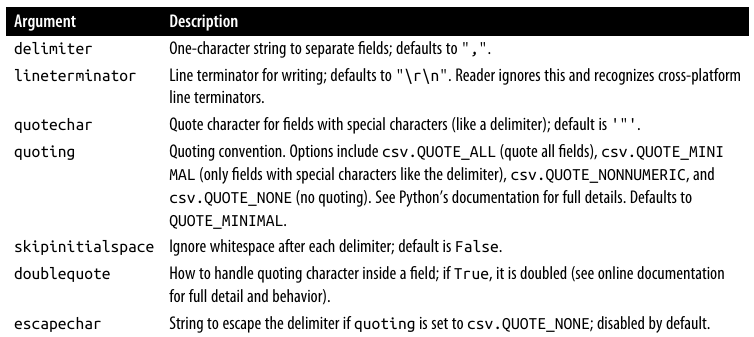 Argument Description
delimiter One-character string to separate fields; defaults to ",".
lineterminator Line terminator for writing; defaults to "\r\n". Reader ignores this and recognizes cross-platform
line terminators.
quotechar Quote character for fields with special characters (like a delimiter); default is '"'.
quoting Quoting convention. Options include csv.QUOTE_ALL (quote all fields), csv.QUOTE_MINI
MAL (only fields with special characters like the delimiter), csv.QUOTE_NONNUMERIC, and
csv.QUOTE_NONE (no quoting). See Python’s documentation for full details. Defaults to
QUOTE_MINIMAL.
skipinitialspace Ignore whitespace after each delimiter; default is False.
doublequote How to handle quoting character inside a field; if True, it is doubled (see online documentation
for full detail and behavior).
escapechar String to escape the delimiter if quoting is set to csv.QUOTE_NONE; disabled by default.